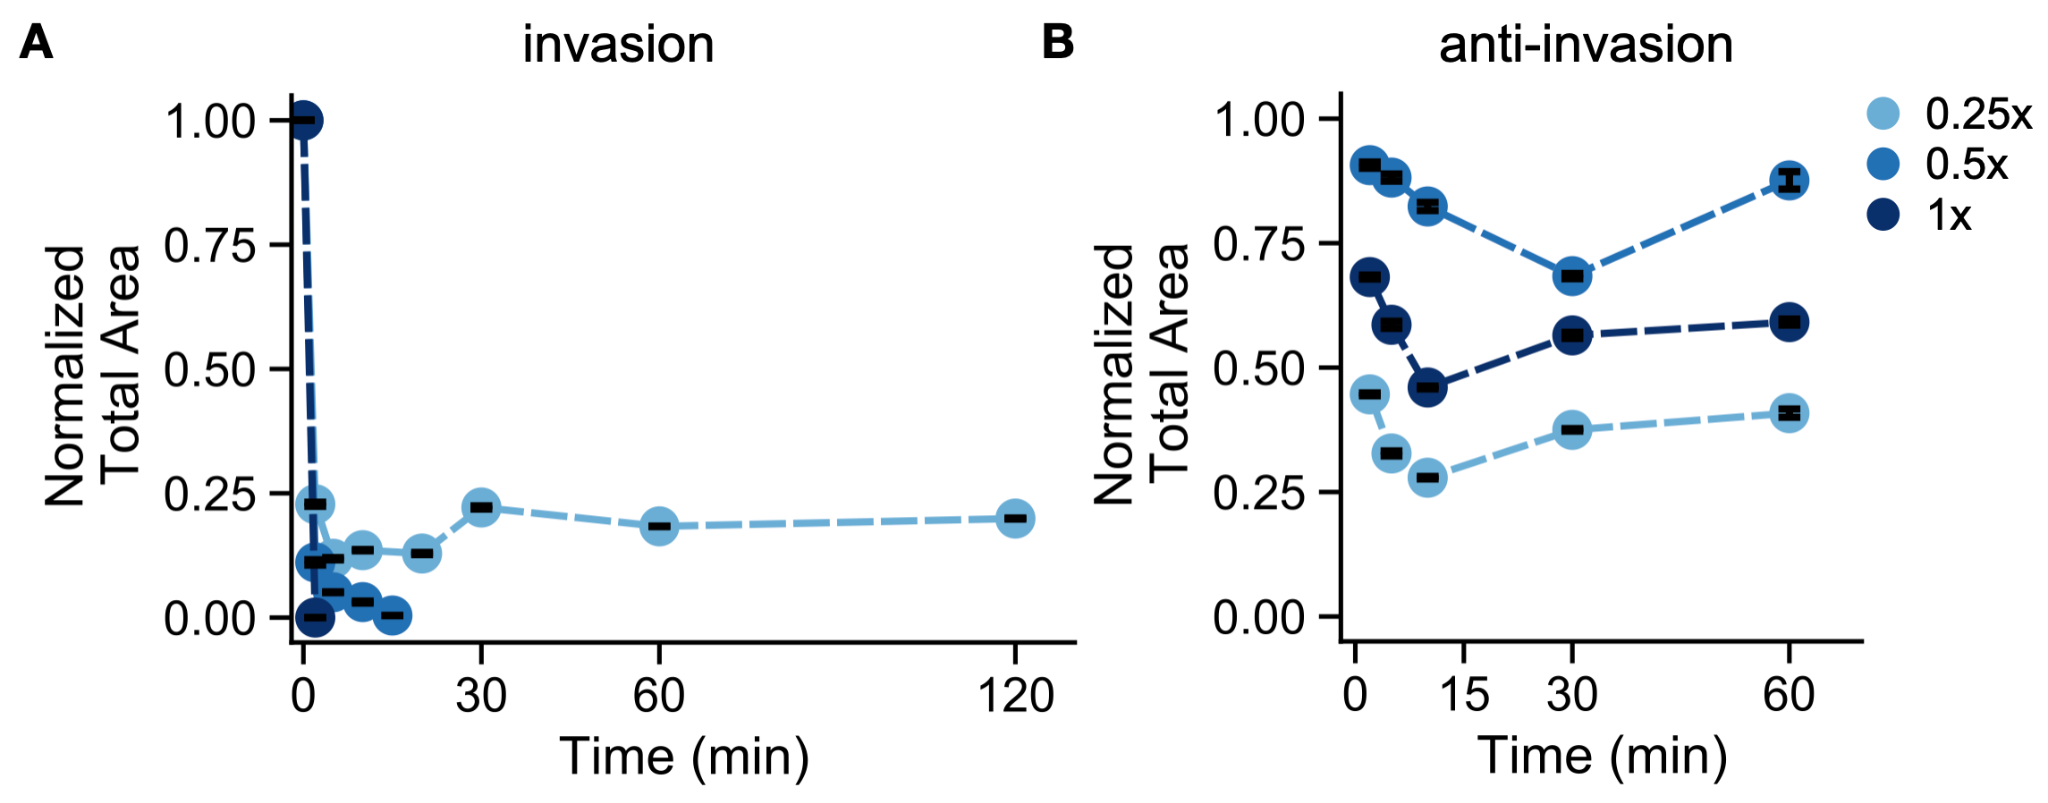 A
invasion
1.00
0.75
0.50
0.25
0.00
Normalized
Total Area
0 30 60 120
Time (min)
B
anti-invasion
1.00
0.75
0.50
0.25
0.00
Normalized
Total Area
0 15 30 60
Time (min)
0.25x
0.5x
1x